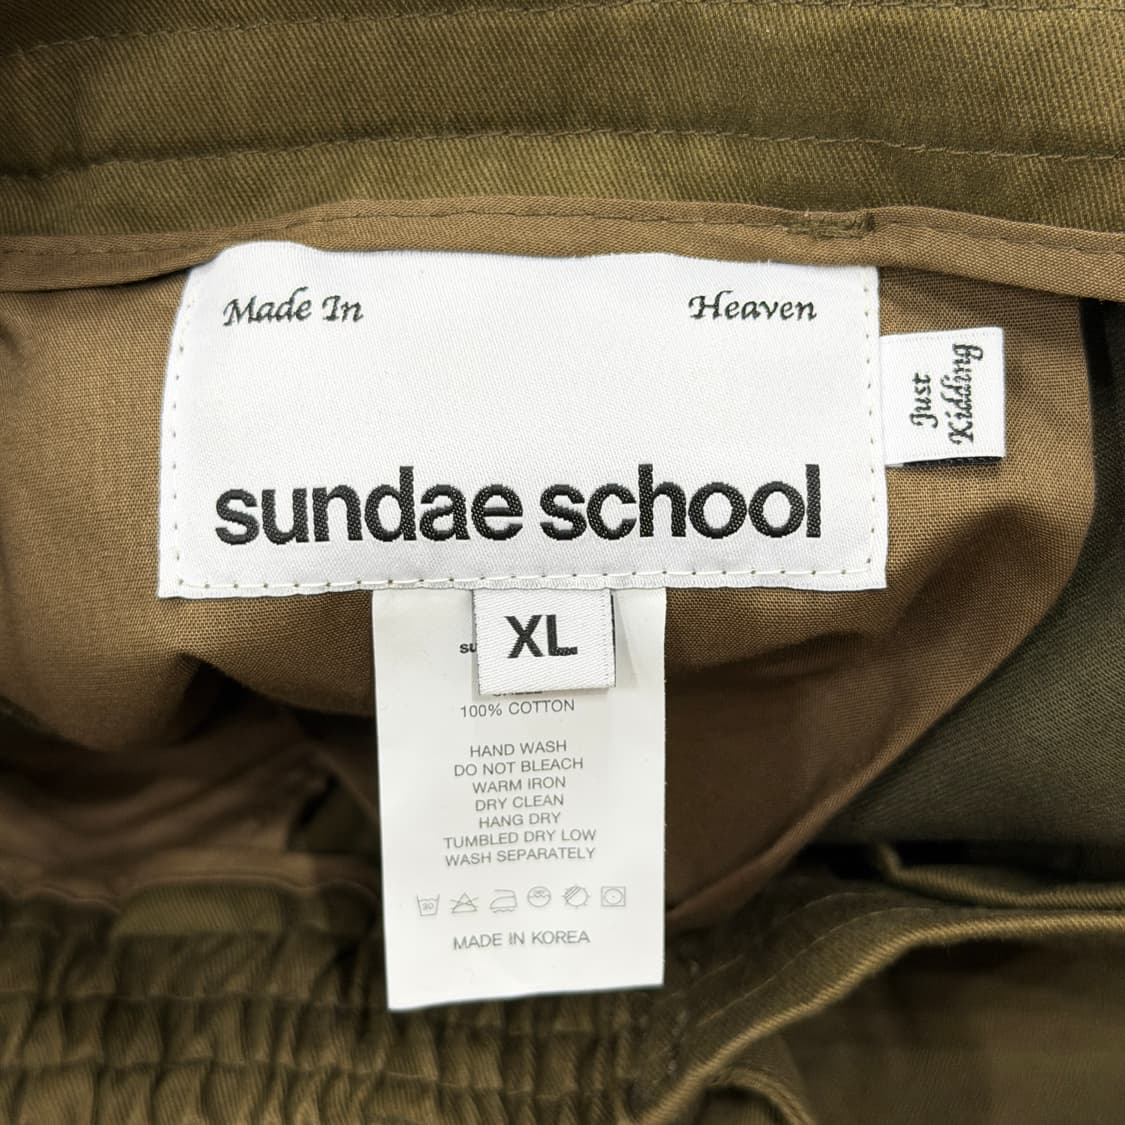 Made In Heaven
Just
Kidding
sundae school
XL
100% COTTON
HAND WASH
DO NOT BLEACH
WARM IRON
DRY CLEAN
HANG DRY
TUMBLED DRY LOW
WASH SEPARATELY
30
MADE IN KOREA